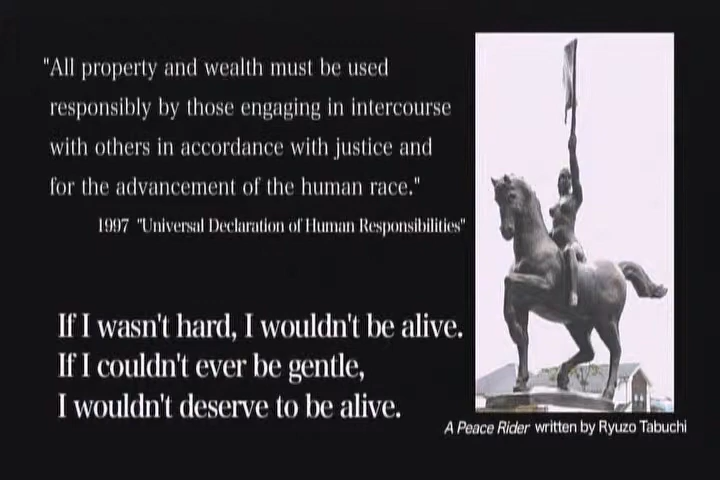 "All property and wealth must be used
responsibly by those engaging in intercourse
with others in accordance with justice and
for the advancement of the human race."
1997 "Universal Declaration of Human Responsibilities"
If I wasn't hard, I wouldn't be alive.
If I couldn't ever be gentle,
I wouldn't deserve to be alive.
A Peace Rider written by Ryuzo Tabuchi